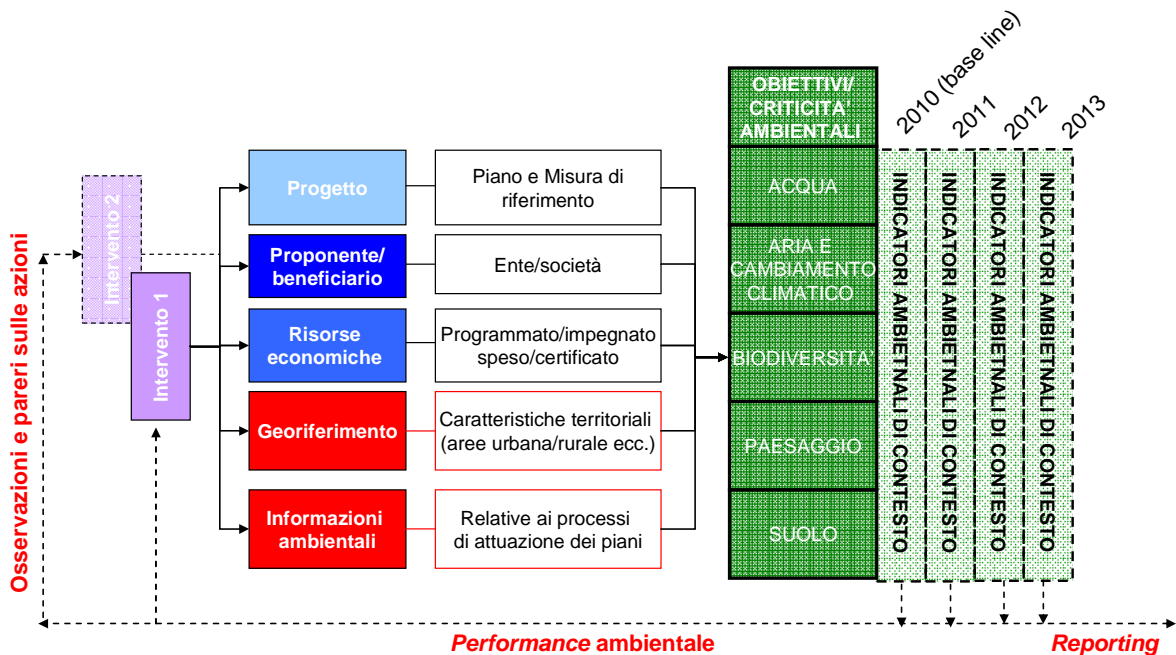 Osservazioni e pareri sulle azioni
Intervento 2
Intervento 1
Progetto
Proponente/
beneficiario
Risorse
economiche
Georiferimento
Informazioni
ambientali
Piano e Misura di
riferimento
Ente/società
Programmato/impegnato
speso/certificato
Caratteristiche territoriali
(aree urbana/rurale ecc.)
Relative ai processi
di attuazione dei piani
OBIETTIVI/
CRITICITA'
AMBIENTALI
ACQUA
ARIA E
CAMBIAMENTO
CLIMATICO
BIODIVERSITA'
PAESAGGIO
SUOLO
2010 (base line)
2011
2012
2013
INDICATORI AMBIETNALI DI CONTESTO
INDICATORI AMBIETNALI DI CONTESTO
INDICATORI AMBIETNALI DI CONTESTO
INDICATORI AMBIETNALI DI CONTESTO
Performance ambientale
Reporting